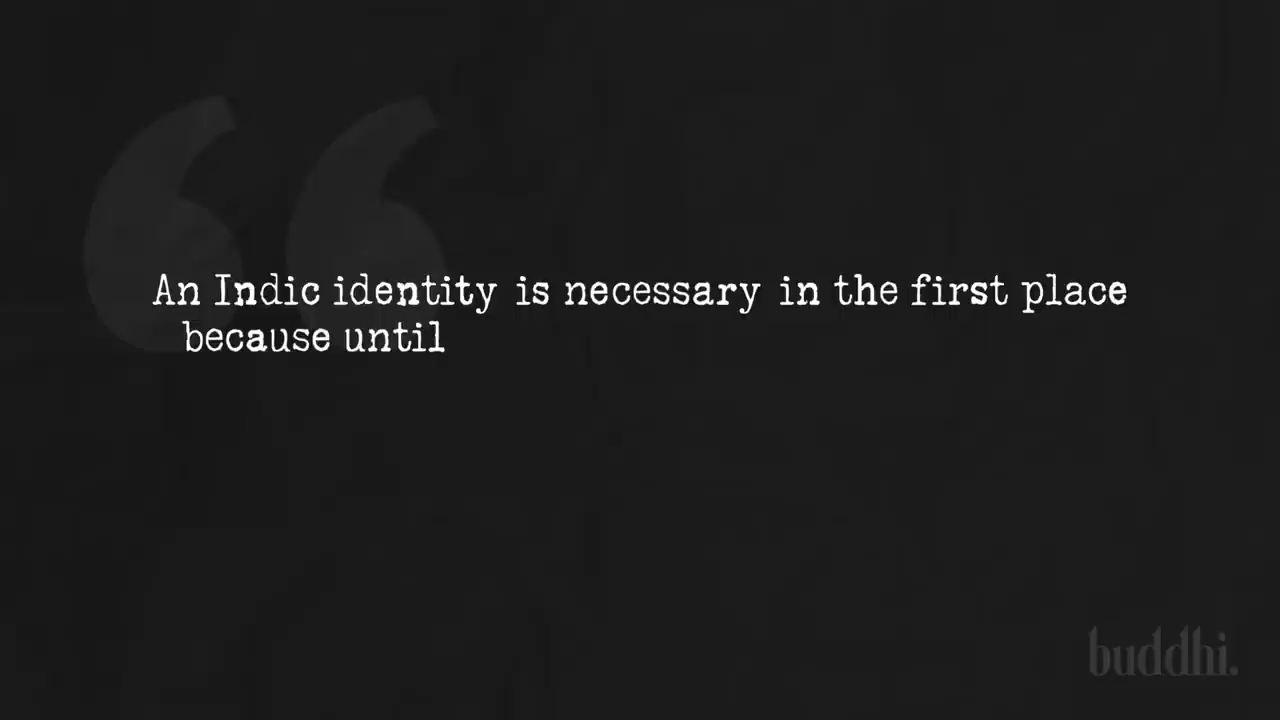 An Indic identity is necessary in the first place
because until
buddhi.